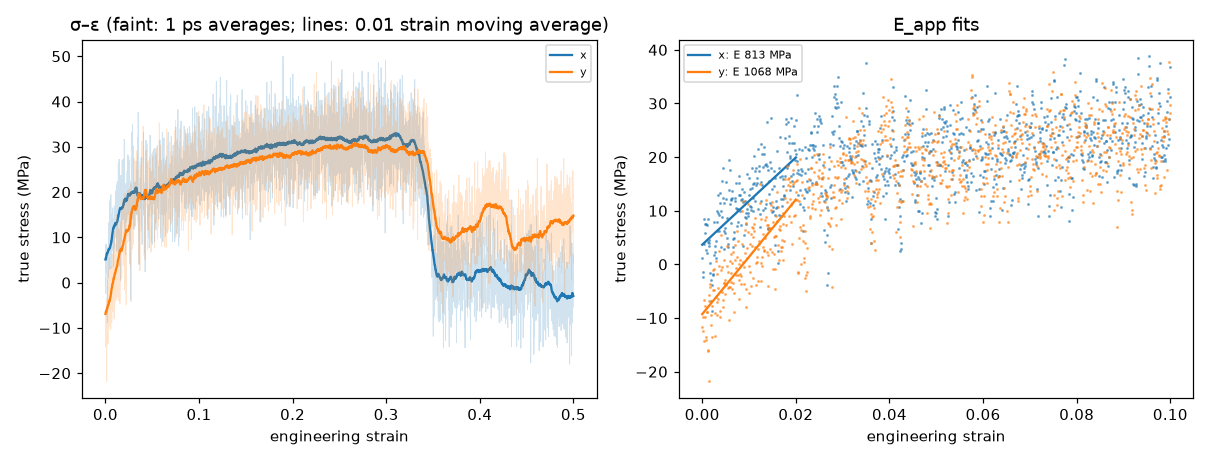 σ–ε (faint: 1 ps averages; lines: 0.01 strain moving average)
true stress (MPa)
50
40
30
20
10
0
−10
−20
0.0
0.1
0.2
0.3
0.4
0.5
engineering strain
x
y
E_app fits
true stress (MPa)
40
30
20
10
0
−10
−20
0.00
0.02
0.04
0.06
0.08
0.10
engineering strain
x: E 813 MPa
y: E 1068 MPa